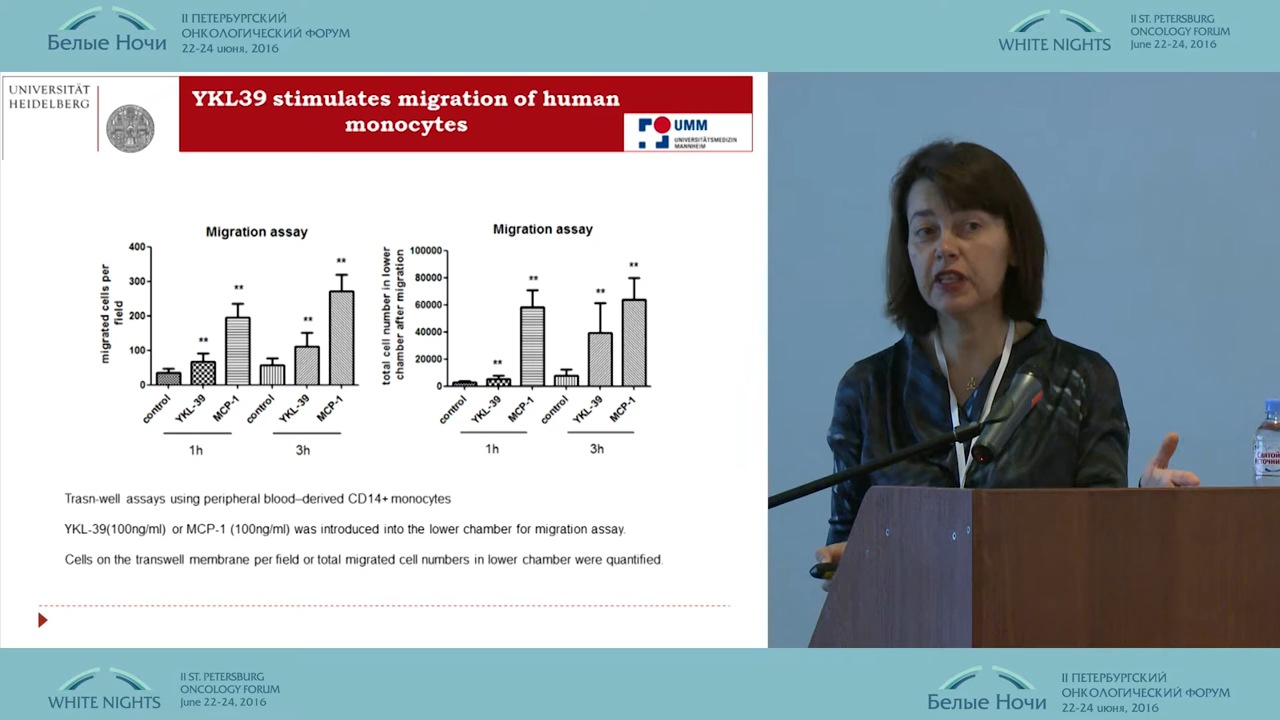 Белые Ночи
II ПЕТЕРБУРГСКИЙ
ОНКОЛОГИЧЕСКИЙ ФОРУМ
22-24 июня, 2016
WHITE NIGHTS
II ST. PETERSBURG
ONCOLOGY FORUM
June 22-24, 2016
UNIVERSITÄT
HEIDELBERG
YKL39 stimulates migration of human
monocytes
UMM
UNIVERSITÄTSMEDIZIN
MANNHEIM
Migration assay
migrated cells per
field
400
300
200
100
0
**
**
**
**
control
YKL-39
MCP-1
control
YKL-39
MCP-1
1h
3h
Migration assay
total cell number in lower
chamber after migration
100000
80000
60000
40000
20000
0
**
**
**
**
control
YKL-39
MCP-1
control
YKL-39
MCP-1
1h
3h
Trasn-well assays using peripheral blood–derived CD14+ monocytes
YKL-39(100ng/ml) or MCP-1 (100ng/ml) was introduced into the lower chamber for migration assay.
Cells on the transwell membrane per field or total migrated cell numbers in lower chamber were quantified.
СВЯТОЙ
ИСТОЧНИК
WHITE NIGHTS
II ST. PETERSBURG
ONCOLOGY FORUM
June 22-24, 2016
Белые Ночи
II ПЕТЕРБУРГСКИЙ
ОНКОЛОГИЧЕСКИЙ ФОРУМ
22-24 июня, 2016